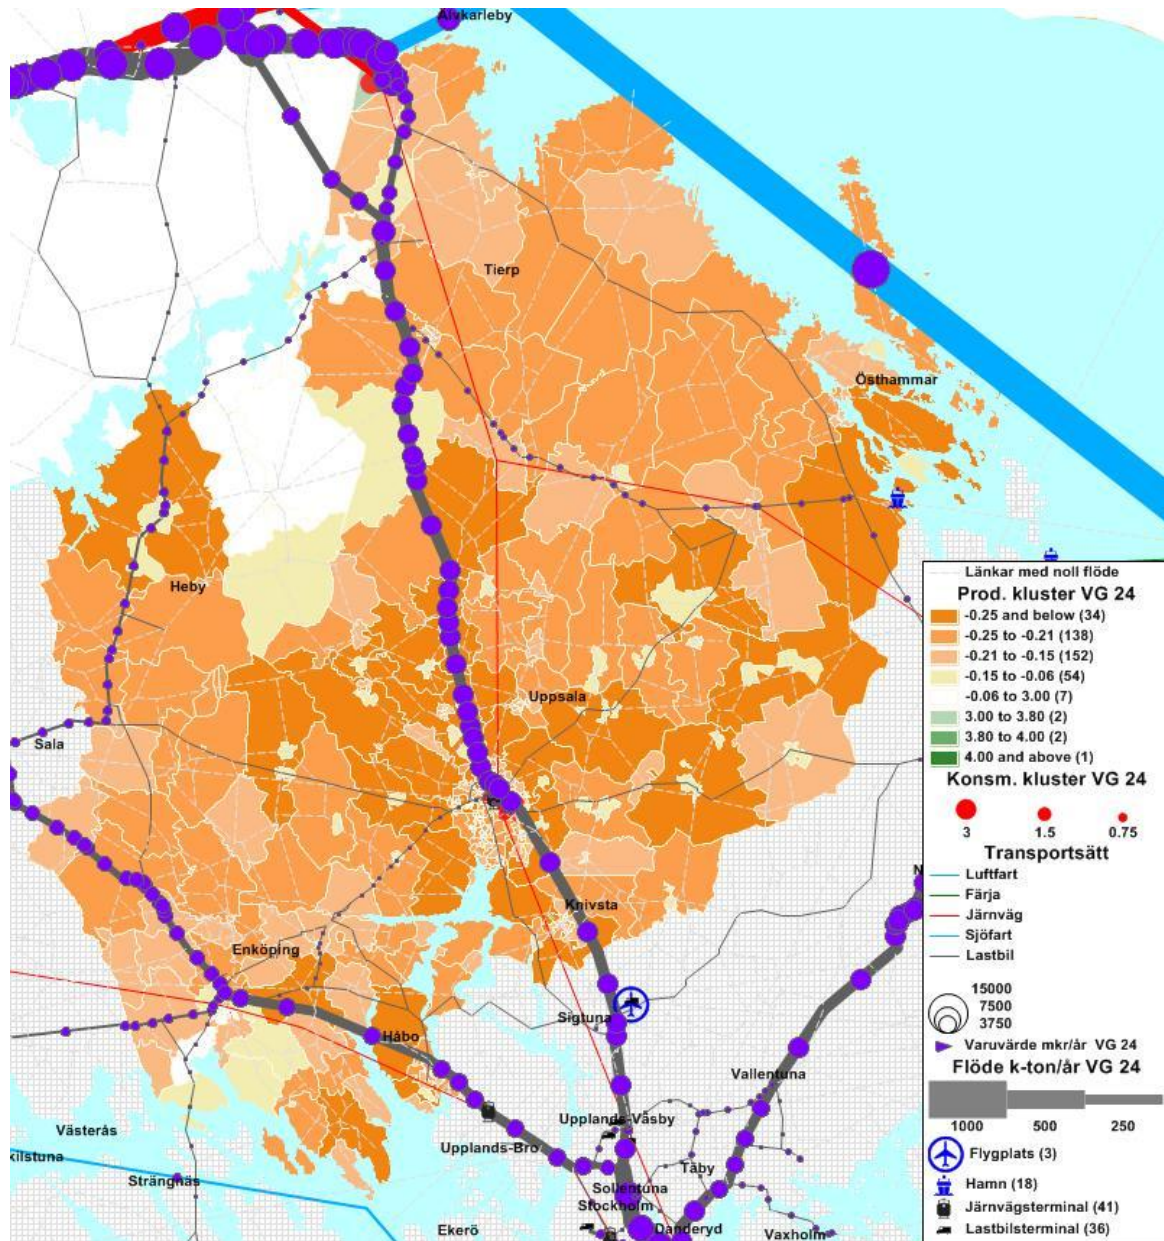 Älvkarleby
Tierp
Östhammar
Heby
Uppsala
Sala
Knivsta
Enköping
Sigtuna
Håbo
Vallentuna
Upplands-Väsby
Västerås
Upplands-Bro
kilstuna
Täby
Strängnäs
Sollentuna
Stockholm
Ekerö
Danderyd
Vaxholm
N
Länkar med noll flöde
Prod. kluster VG 24
-0.25 and below (34)
-0.25 to -0.21 (138)
-0.21 to -0.15 (152)
-0.15 to -0.06 (54)
-0.06 to 3.00 (7)
3.00 to 3.80 (2)
3.80 to 4.00 (2)
4.00 and above (1)
Konsm. kluster VG 24
3 1.5 0.75
Transportsätt
Luftfart
Färja
Järnväg
Sjöfart
Lastbil
15000
7500
3750
Varuvärde mkr/år VG 24
Flöde k-ton/år VG 24
1000 500 250
Flygplats (3)
Hamn (18)
Järnvägsterminal (41)
Lastbilsterminal (36)